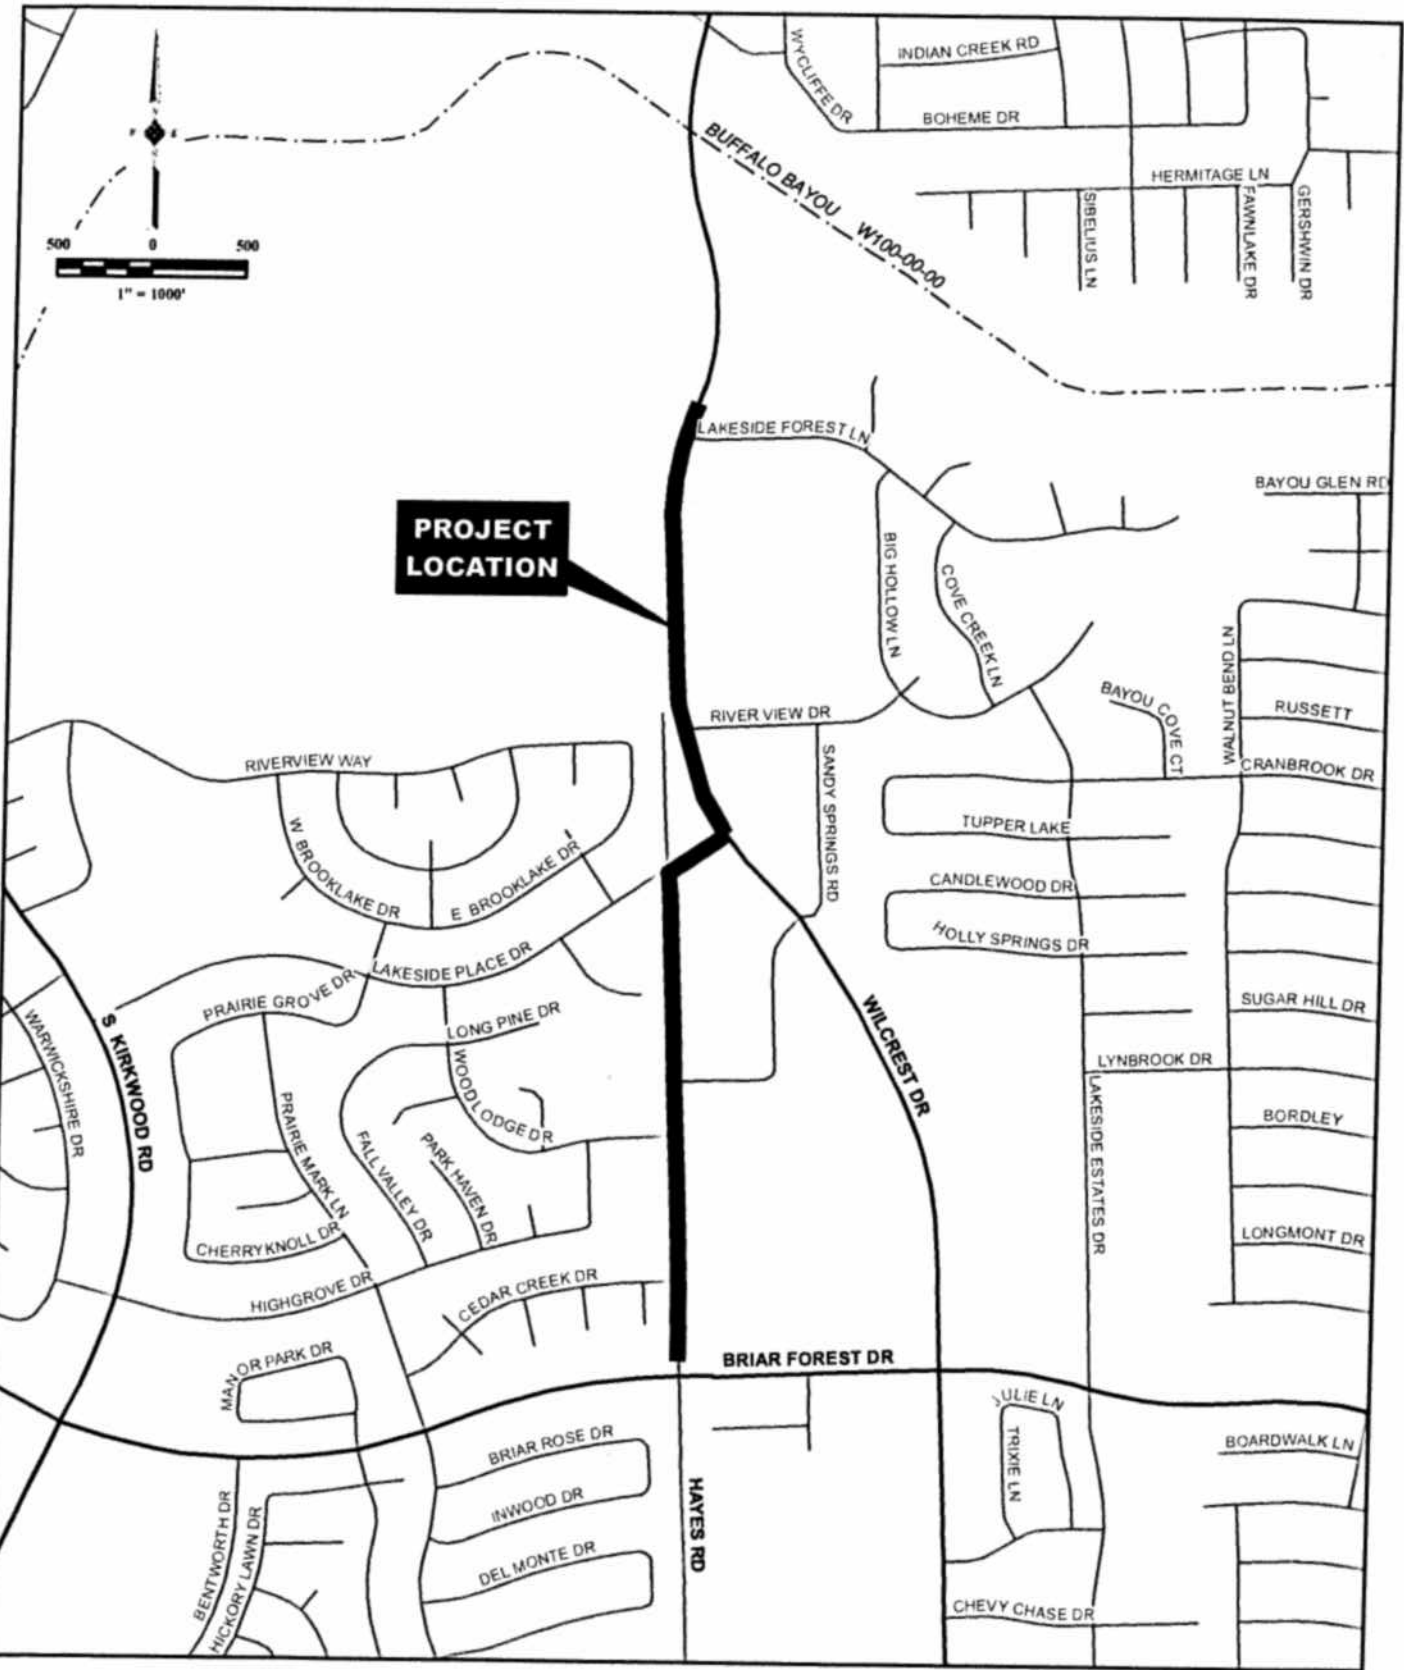 WYCLIFFE DR
INDIAN CREEK RD
BOHEME DR
BUFFALO BAYOU W100-00-00
HERMITAGE LN
SIBELIUS LN
FAWNLAKE DR
GERSHWIN DR
500 0 500
1" = 1000'
LAKESIDE FOREST LN
BAYOU GLEN RD
PROJECT
LOCATION
BIG HOLLOW LN
COVE CREEK LN
WALNUT BEND LN
BAYOU COVE CT
RUSSETT
RIVER VIEW DR
RIVERVIEW WAY
SANDY SPRINGS RD
CRANBROOK DR
TUPPER LAKE
W BROOKLAKE DR
E BROOKLAKE DR
CANDLEWOOD DR
HOLLY SPRINGS DR
LAKESIDE PLACE DR
PRAIRIE GROVE DR
SUGAR HILL DR
WARWICKSHIRE DR
S KIRKWOOD RD
LONG PINE DR
WILCREST DR
WOODLODGE DR
LYNBROOK DR
LAKESIDE ESTATES DR
BORDLEY
PRAIRIE MARK LN
FALL VALLEY DR
PARK HAVEN DR
CHERRYKNOLL DR
LONGMONT DR
HIGHGROVE DR
CEDAR CREEK DR
MANOR PARK DR
BRIAR FOREST DR
JULIE LN
TRIXIE LN
BOARDWALK LN
BRIAR ROSE DR
INWOOD DR
HAYES RD
DEL MONTE DR
BENTWORTH DR
HICKORY LAWN DR
CHEVY CHASE DR